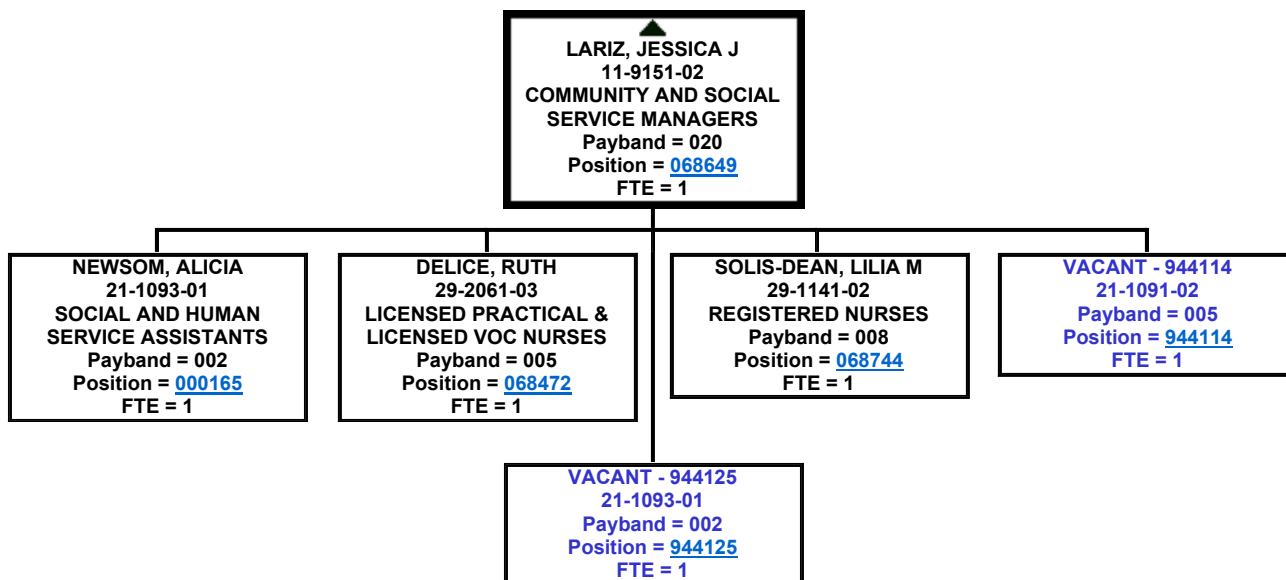 LARIZ, JESSICA J
11-9151-02
COMMUNITY AND SOCIAL
SERVICE MANAGERS
Payband = 020
Position = 068649
FTE = 1
NEWSOM, ALICIA
21-1093-01
SOCIAL AND HUMAN
SERVICE ASSISTANTS
Payband = 002
Position = 000165
FTE = 1
DELICE, RUTH
29-2061-03
LICENSED PRACTICAL &
LICENSED VOC NURSES
Payband = 005
Position = 068472
FTE = 1
SOLIS-DEAN, LILIA M
29-1141-02
REGISTERED NURSES
Payband = 008
Position = 068744
FTE = 1
VACANT - 944114
21-1091-02
Payband = 005
Position = 944114
FTE = 1
VACANT - 944125
21-1093-01
Payband = 002
Position = 944125
FTE = 1